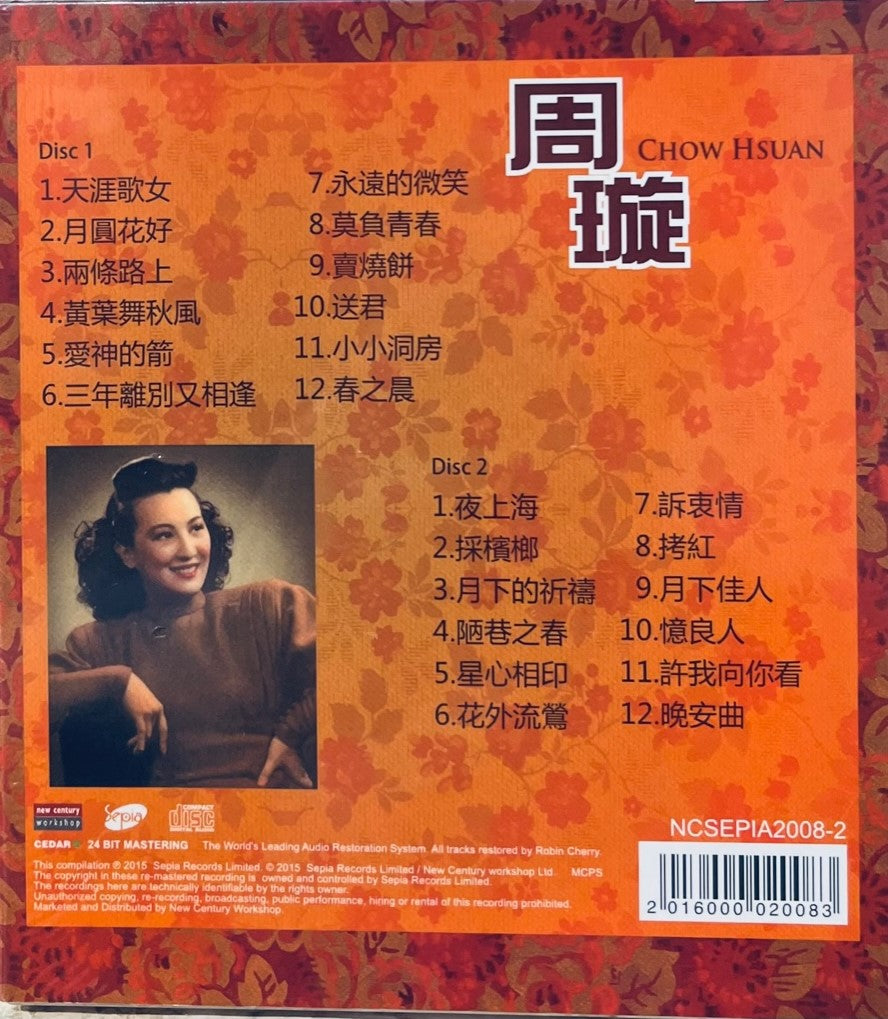 周
璇
CHOW HSUAN
Disc 1
1.天涯歌女
2.月圓花好
3.兩條路上
4.黃葉舞秋風
5.愛神的箭
6.三年離別又相逢
7.永遠的微笑
8.莫負青春
9.賣燒餅
10.送君
11.小小洞房
12.春之晨
Disc 2
1.夜上海
2.採檳榔
3.月下的祈禱
4.陋巷之春
5.星心相印
6.花外流鶯
7.訴衷情
8.拷紅
9.月下佳人
10.憶良人
11.許我向你看
12.晚安曲
new century
workshop
Sepia
COMPACT
disc
DIGITAL AUDIO
CEDAR 24 BIT MASTERING The World's Leading Audio Restoration System. All tracks restored by Robin Cherry.
This compilation ℗ 2015 Sepia Records Limited. © 2015 Sepia Records Limited / New Century workshop Ltd. MCPS
The copyright in these re-mastered recording is owned and controlled by Sepia Records Limited.
The recordings here are technically identifiable by the rights owner.
Unauthorized copying, re-recording, broadcasting, public performance, hiring or rental of this recording prohibited.
Marketed and Distributed by New Century Workshop.
NCSEPIA2008-2
2 016000 020083